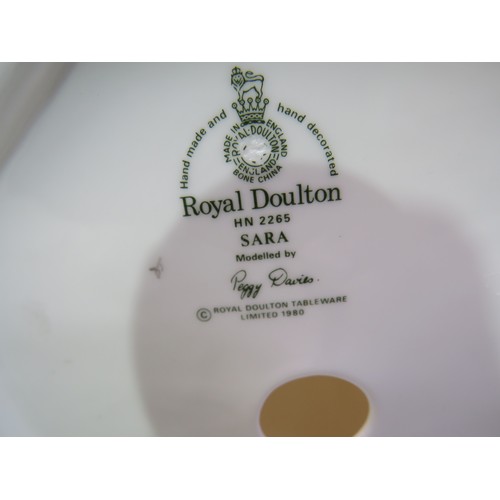 Hand made and hand decorated
MADE IN ENGLAND
ROYAL·DOULTON
ENGLAND
BONE CHINA
Royal Doulton
HN 2265
SARA
Modelled by
Peggy Davies.
© ROYAL DOULTON TABLEWARE
LIMITED 1980